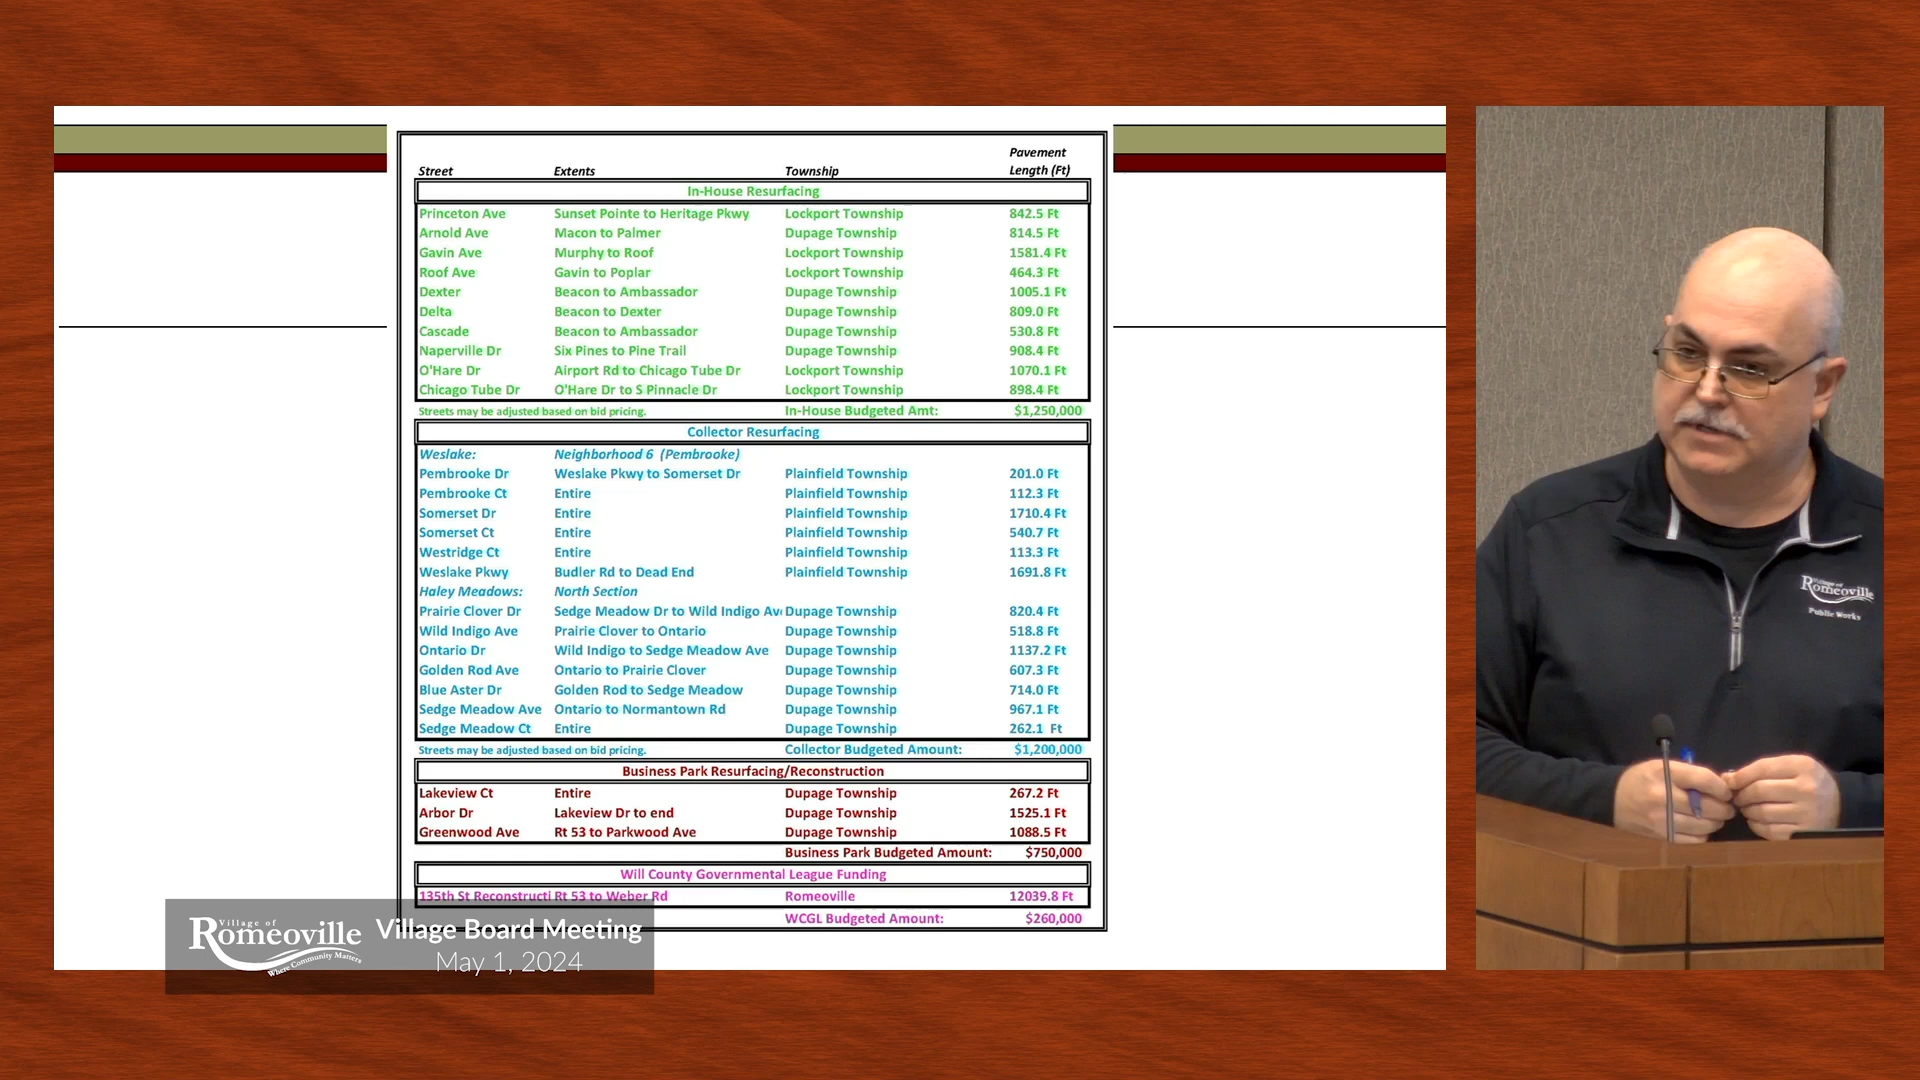 Pavement
Street Extents Township Length (Ft)
In-House Resurfacing
Princeton Ave Sunset Pointe to Heritage Pkwy Lockport Township 842.5 Ft
Arnold Ave Macon to Palmer Dupage Township 814.5 Ft
Gavin Ave Murphy to Roof Lockport Township 1581.4 Ft
Roof Ave Gavin to Poplar Lockport Township 464.3 Ft
Dexter Beacon to Ambassador Dupage Township 1005.1 Ft
Delta Beacon to Dexter Dupage Township 809.0 Ft
Cascade Beacon to Ambassador Dupage Township 530.8 Ft
Naperville Dr Six Pines to Pine Trail Dupage Township 908.4 Ft
O'Hare Dr Airport Rd to Chicago Tube Dr Lockport Township 1070.1 Ft
Chicago Tube Dr O'Hare Dr to S Pinnacle Dr Lockport Township 898.4 Ft
Streets may be adjusted based on bid pricing. In-House Budgeted Amt: $1,250,000
Collector Resurfacing
Weslake: Neighborhood 6 (Pembrooke)
Pembrooke Dr Weslake Pkwy to Somerset Dr Plainfield Township 201.0 Ft
Pembrooke Ct Entire Plainfield Township 112.3 Ft
Somerset Dr Entire Plainfield Township 1710.4 Ft
Somerset Ct Entire Plainfield Township 540.7 Ft
Westridge Ct Entire Plainfield Township 113.3 Ft
Weslake Pkwy Budler Rd to Dead End Plainfield Township 1691.8 Ft
Haley Meadows: North Section
Prairie Clover Dr Sedge Meadow Dr to Wild Indigo Av Dupage Township 820.4 Ft
Wild Indigo Ave Prairie Clover to Ontario Dupage Township 518.8 Ft
Ontario Dr Wild Indigo to Sedge Meadow Ave Dupage Township 1137.2 Ft
Golden Rod Ave Ontario to Prairie Clover Dupage Township 607.3 Ft
Blue Aster Dr Golden Rod to Sedge Meadow Dupage Township 714.0 Ft
Sedge Meadow Ave Ontario to Normantown Rd Dupage Township 967.1 Ft
Sedge Meadow Ct Entire Dupage Township 262.1 Ft
Streets may be adjusted based on bid pricing. Collector Budgeted Amount: $1,200,000
Business Park Resurfacing/Reconstruction
Lakeview Ct Entire Dupage Township 267.2 Ft
Arbor Dr Lakeview Dr to end Dupage Township 1525.1 Ft
Greenwood Ave Rt 53 to Parkwood Ave Dupage Township 1088.5 Ft
Business Park Budgeted Amount: $750,000
Will County Governmental League Funding
135th St Reconstructi Rt 53 to Weber Rd Romeoville 12039.8 Ft
WCGL Budgeted Amount: $260,000
Village of
Romeoville
Where Community Matters
Village Board Meeting
May 1, 2024
Village of
Romeoville
Public Works